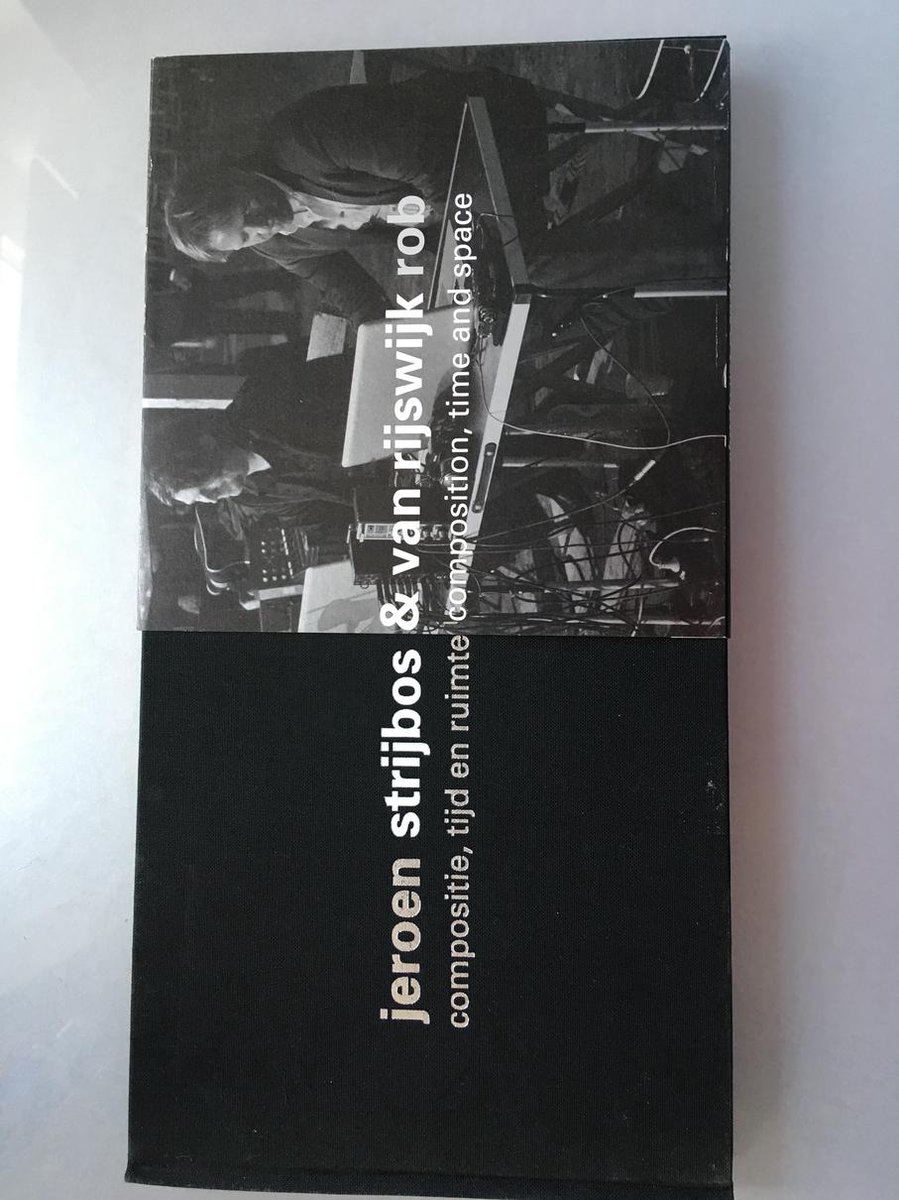 jeroen strijbos & van rijswijk rob
compositie, tijd en ruimte composition, time and space